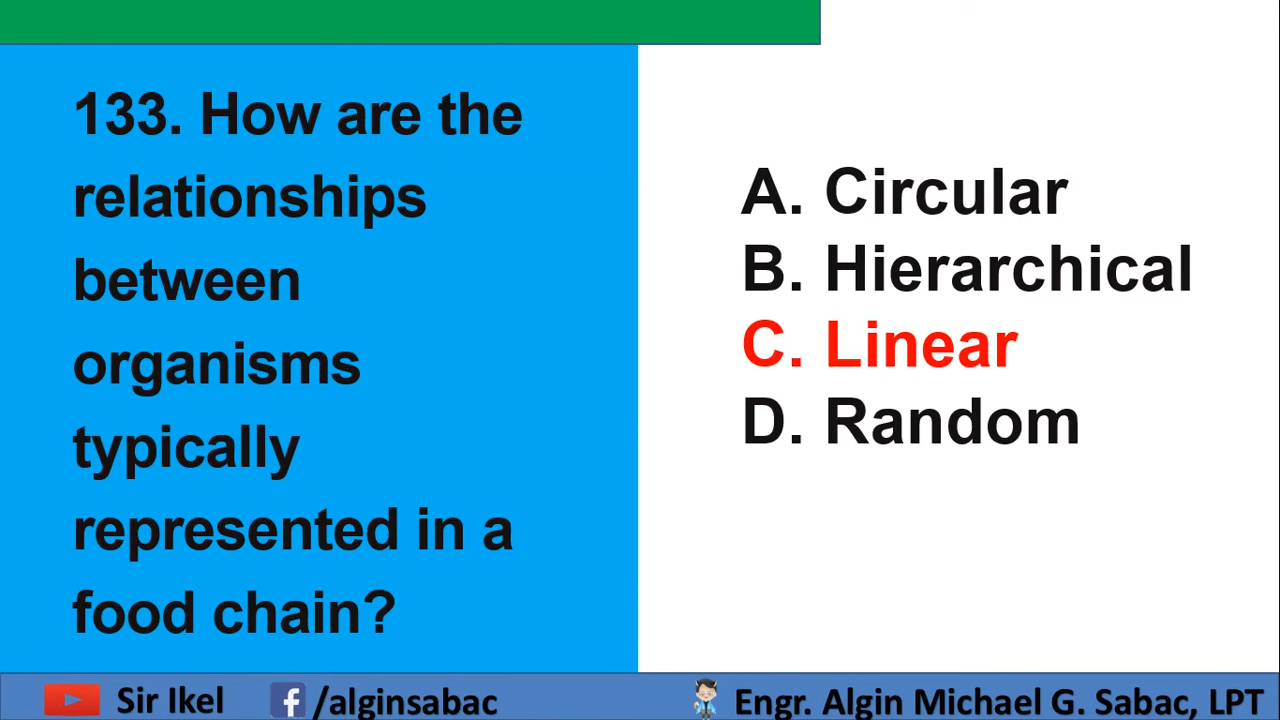 133. How are the
relationships
between
organisms
typically
represented in a
food chain?
A. Circular
B. Hierarchical
C. Linear
D. Random
Sir Ikel
/alginsabac
Engr. Algin Michael G. Sabac, LPT